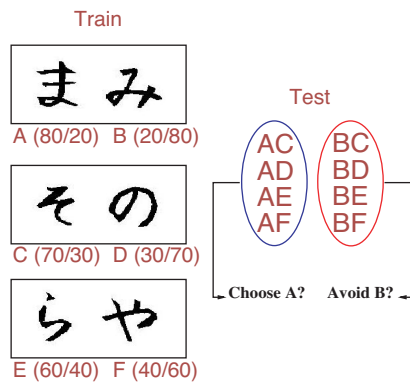 Train
まみ
A (80/20) B (20/80)
その
C (70/30) D (30/70)
らや
E (60/40) F (40/60)
Test
AC
AD
AE
AF
BC
BD
BE
BF
Choose A?
Avoid B?